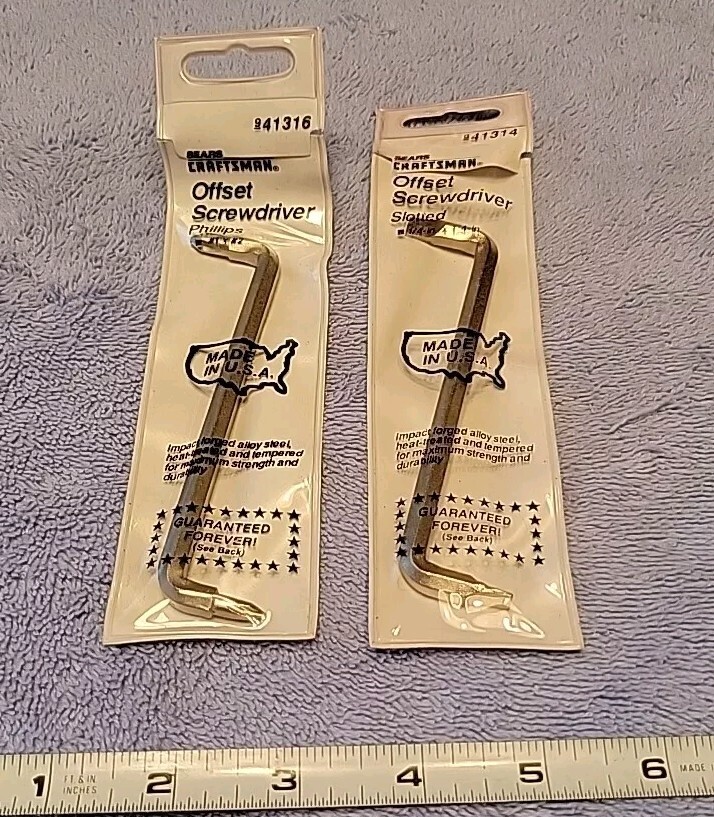 9 41316
SEARS
CRAFTSMAN®
Offset
Screwdriver
Phillips
#1 #2
MADE
IN U.S.A.
Impact forged alloy steel,
heat-treated and tempered
for maximum strength and
durability
GUARANTEED
FOREVER!
(See Back)
9 41314
SEARS
CRAFTSMAN®
Offset
Screwdriver
Slotted
MADE
IN U.S.A.
Impact forged alloy steel,
heat-treated and tempered
for maximum strength and
durability
GUARANTEED
FOREVER!
(See Back)
1 FT & IN 2 3 4 5 6 MADE
INCHES